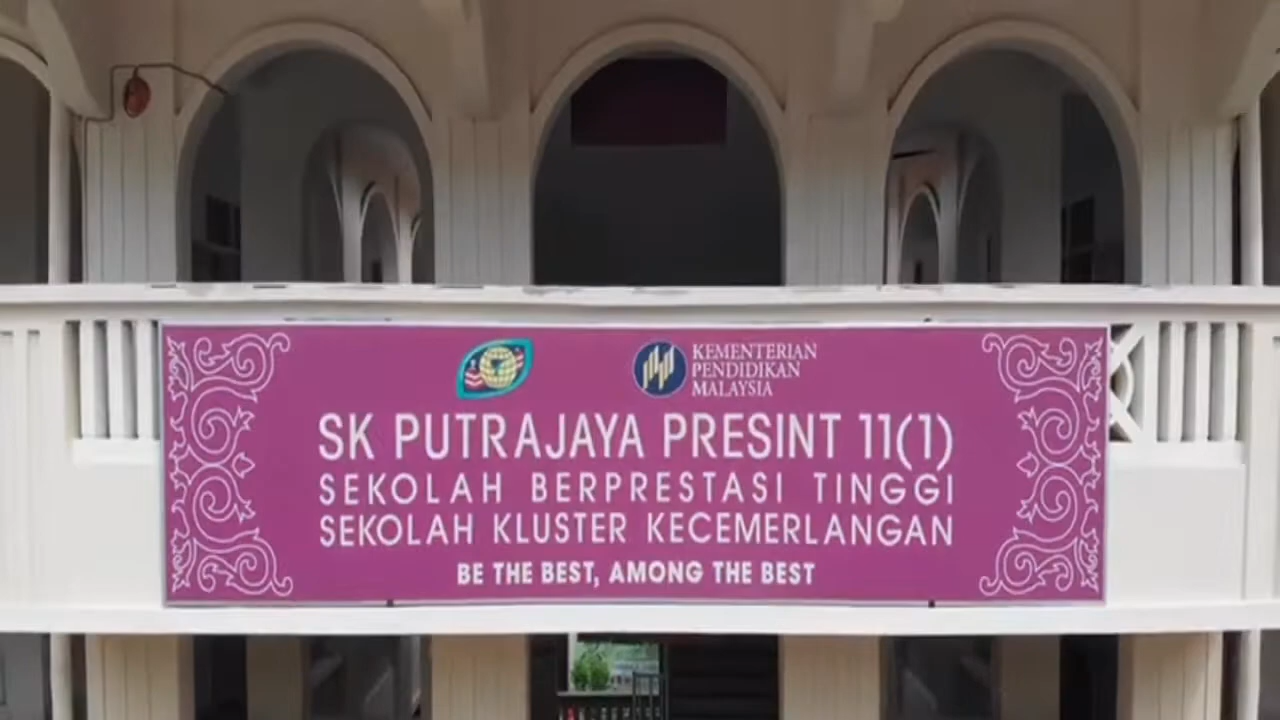 KEMENTERIAN
PENDIDIKAN
MALAYSIA
SK PUTRAJAYA PRESINT 11(1)
SEKOLAH BERPRESTASI TINGGI
SEKOLAH KLUSTER KECEMERLANGAN
BE THE BEST, AMONG THE BEST